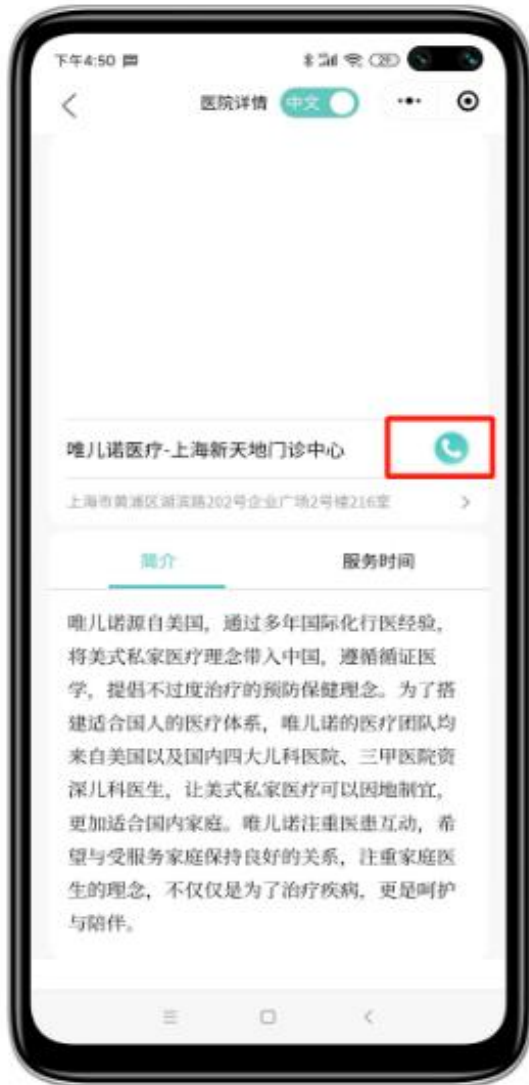 下午4:50
医院详情 中文
唯儿诺医疗-上海新天地门诊中心
上海市黄浦区湖滨路202号企业广场2号楼216室
简介 服务时间
唯儿诺源自美国，通过多年国际化行医经验，
将美式私家医疗理念带入中国，遵循循证医
学，提倡不过度治疗的预防保健理念。为了搭
建适合国人的医疗体系，唯儿诺的医疗团队均
来自美国以及国内四大儿科医院、三甲医院资
深儿科医生，让美式私家医疗可以因地制宜，
更加适合国内家庭。唯儿诺注重医患互动，希
望与受服务家庭保持良好的关系，注重家庭医
生的理念，不仅仅是为了治疗疾病，更是呵护
与陪伴。